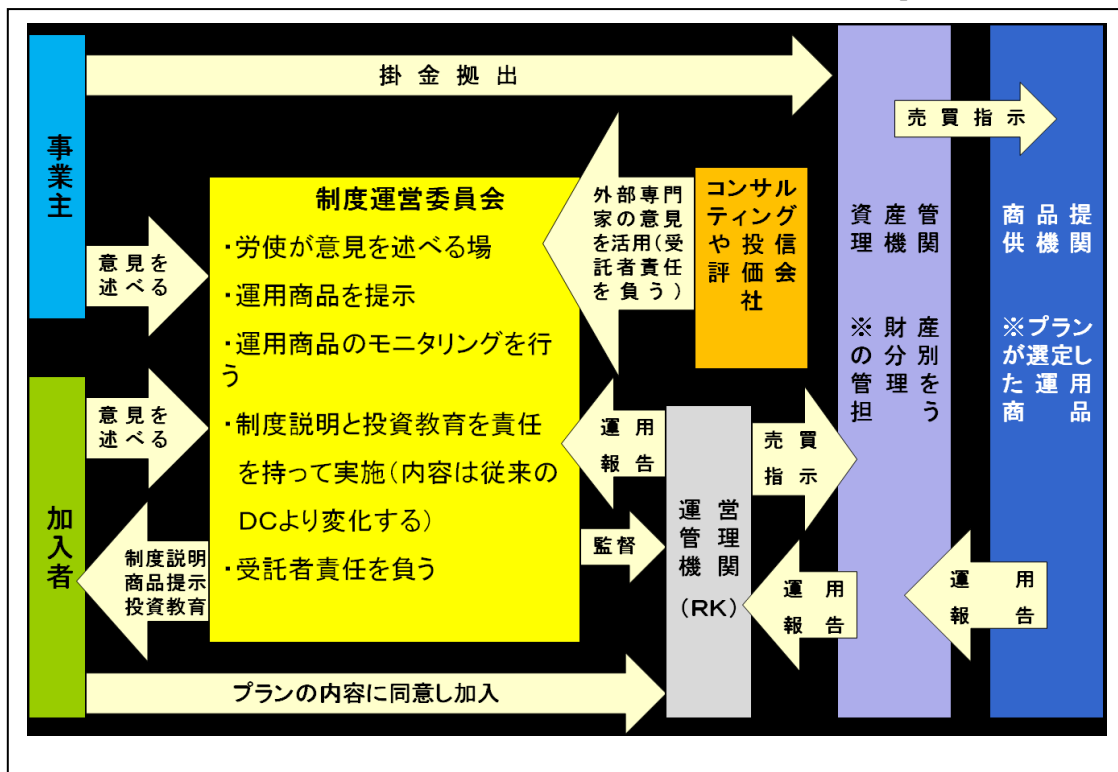 掛金拠出
売買指示
事業主
制度運営委員会
・労使が意見を述べる場
・運用商品を提示
・運用商品のモニタリングを行
う
・制度説明と投資教育を責任
を持って実施（内容は従来の
ＤＣより変化する）
・受託者責任を負う
意見を
述べる
外部専門
家の意見
を活用（受
託者責任
を負う）
コンサル
ティング
や投信
評価会
社
資産管
理機関
※財産
の分別
管理を
担う
商品提
供機関
※プラン
が選定し
た運用
商品
加入者
意見を
述べる
運用
報告
売買
指示
運営
管理
機関
（ＲＫ）
監督
制度説明
商品提示
投資教育
運用
報告
運用
報告
プランの内容に同意し加入